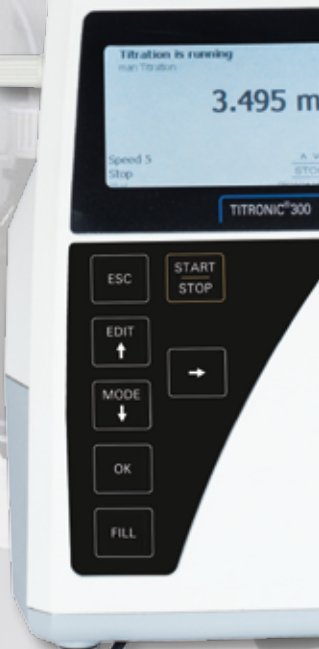 Titration is running
man Titration
3.495 m
Speed 5
Stop
TITRONIC®300
ESC
START
STOP
EDIT
↑
→
MODE
↓
OK
FILL